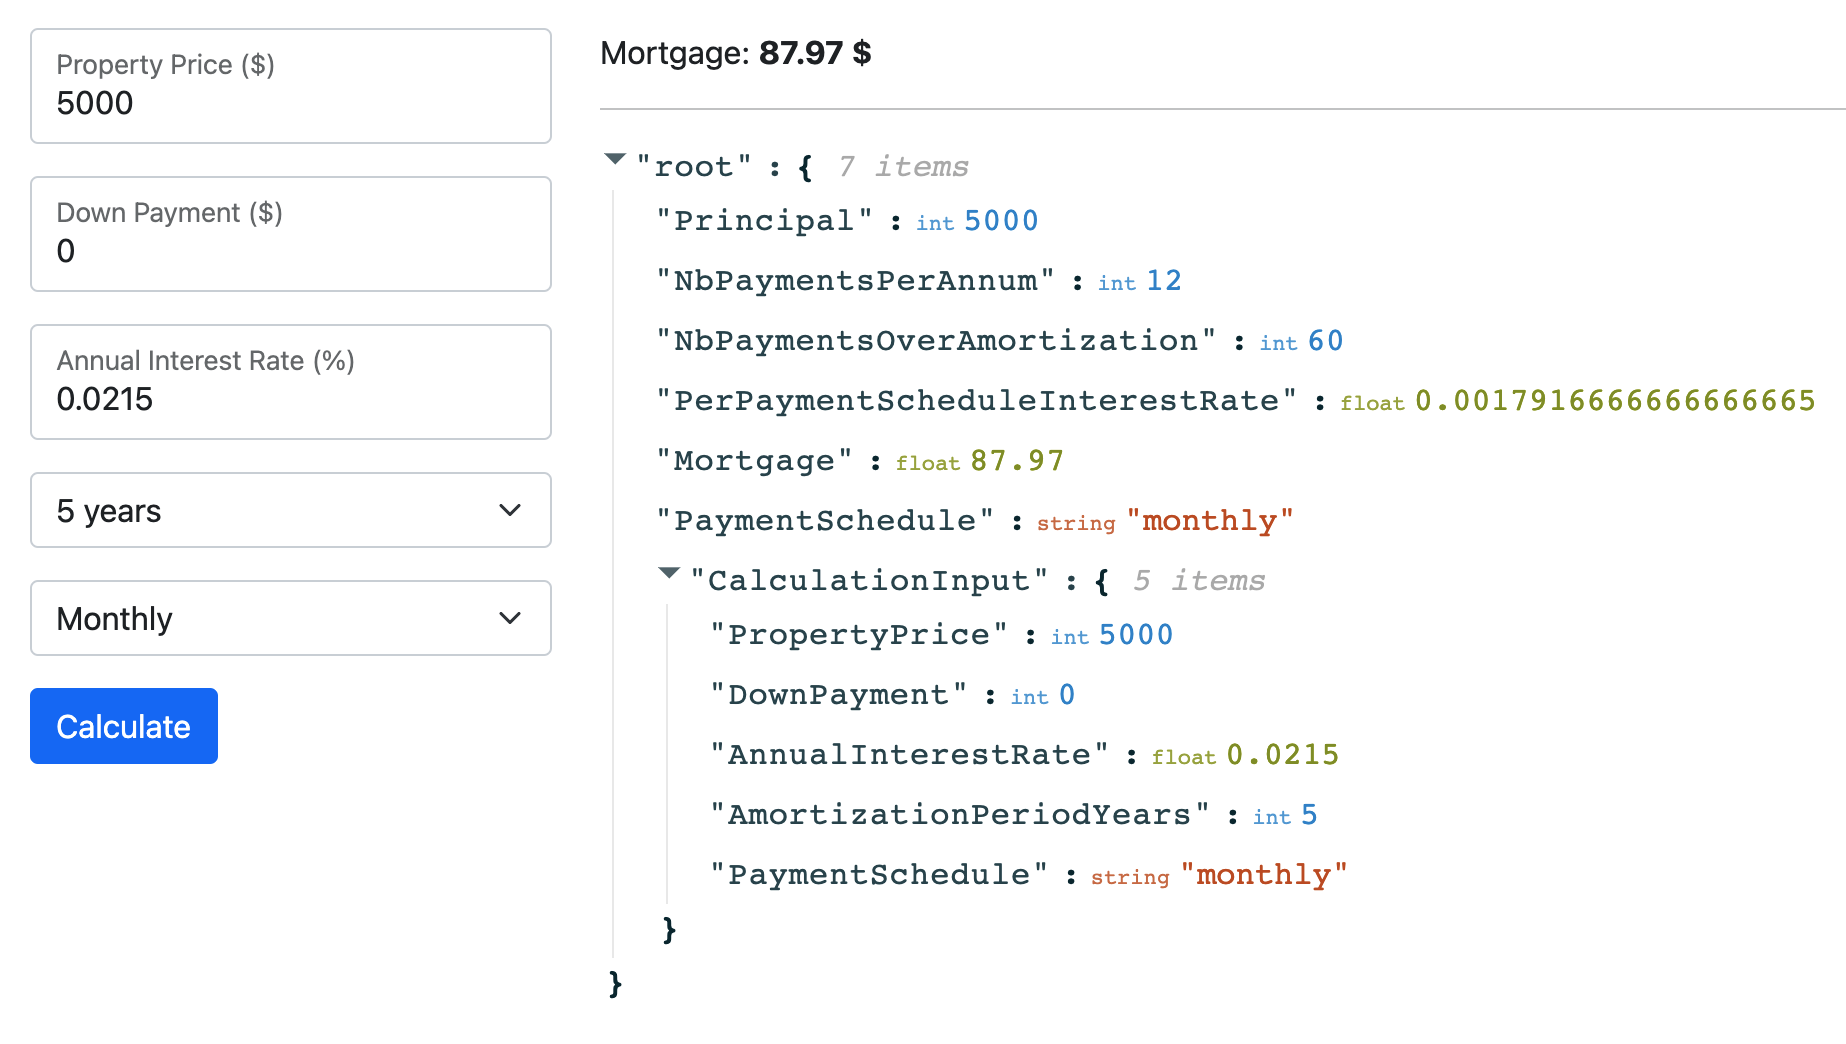 Property Price ($)
5000
Down Payment ($)
0
Annual Interest Rate (%)
0.0215
5 years
Monthly
Calculate
Mortgage: 87.97 $
"root" : { 7 items
"Principal" : int 5000
"NbPaymentsPerAnnum" : int 12
"NbPaymentsOverAmortization" : int 60
"PerPaymentScheduleInterestRate" : float 0.0017916666666666665
"Mortgage" : float 87.97
"PaymentSchedule" : string "monthly"
"CalculationInput" : { 5 items
"PropertyPrice" : int 5000
"DownPayment" : int 0
"AnnualInterestRate" : float 0.0215
"AmortizationPeriodYears" : int 5
"PaymentSchedule" : string "monthly"
}
}